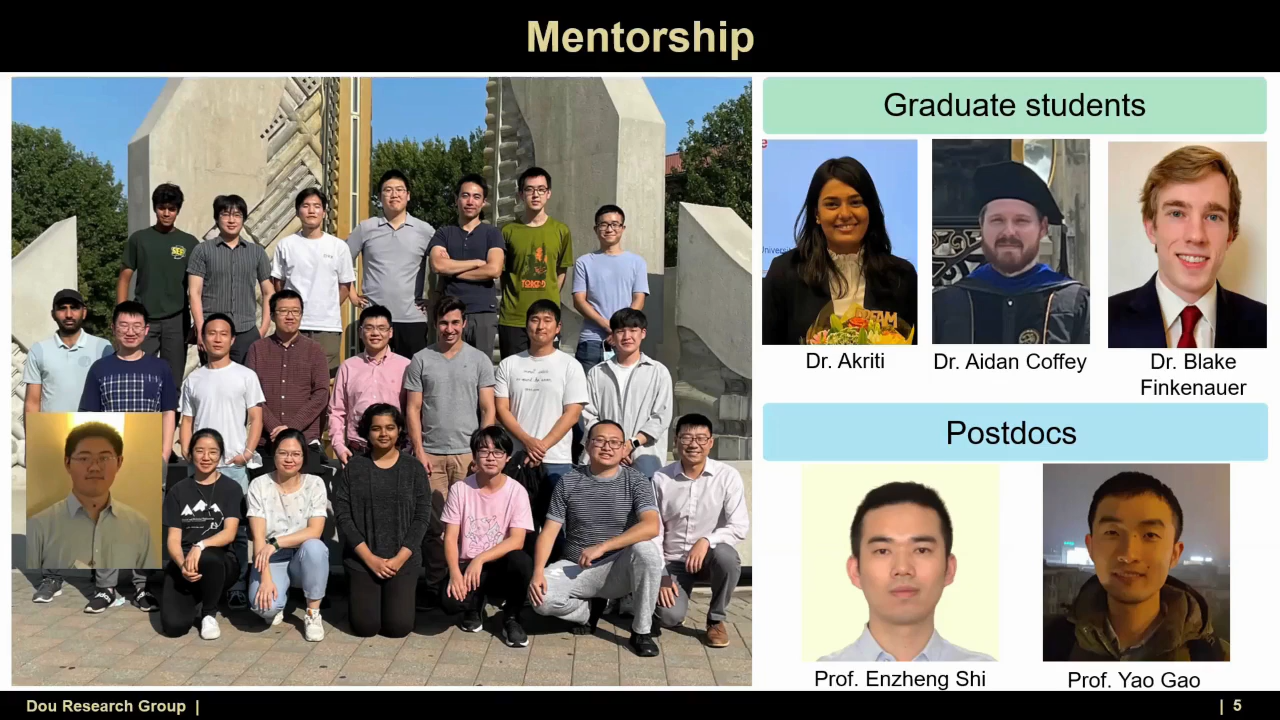 Mentorship
Graduate students
Dr. Akriti
Dr. Aidan Coffey
Dr. Blake
Finkenauer
Postdocs
Prof. Enzheng Shi
Prof. Yao Gao
Dou Research Group |
| 5